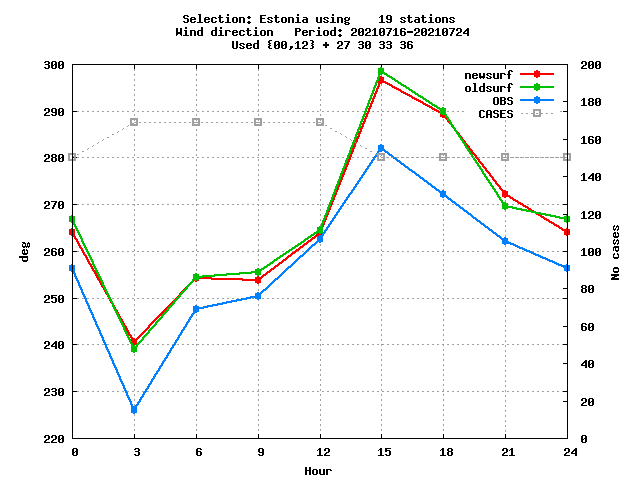 Selection: Estonia using    19 stations
Wind direction   Period: 20210716-20210724
Used {00,12} + 27 30 33 36
newsurf
oldsurf
OBS
CASES
300
290
280
270
260
250
240
230
220
200
180
160
140
120
100
80
60
40
20
0
deg
No cases
0 3 6 9 12 15 18 21 24
Hour